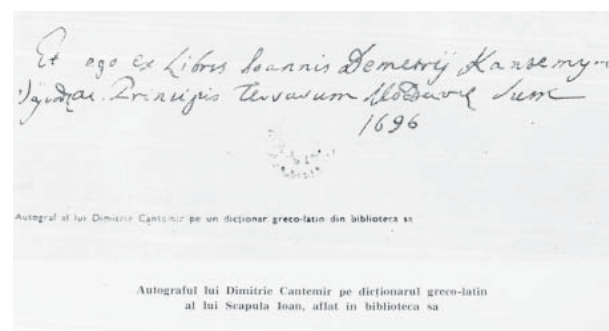 Et ego ex Libris Ioannis Demetrij Kantemyr
Principis Terrarum Moldaviæ Sum
1696
Autograf al lui Dimitrie Cantemir pe un dicționar greco-latin din biblioteca sa
Autograful lui Dimitrie Cantemir pe dicționarul greco-latin
al lui Scapula Ioan, aflat în biblioteca sa